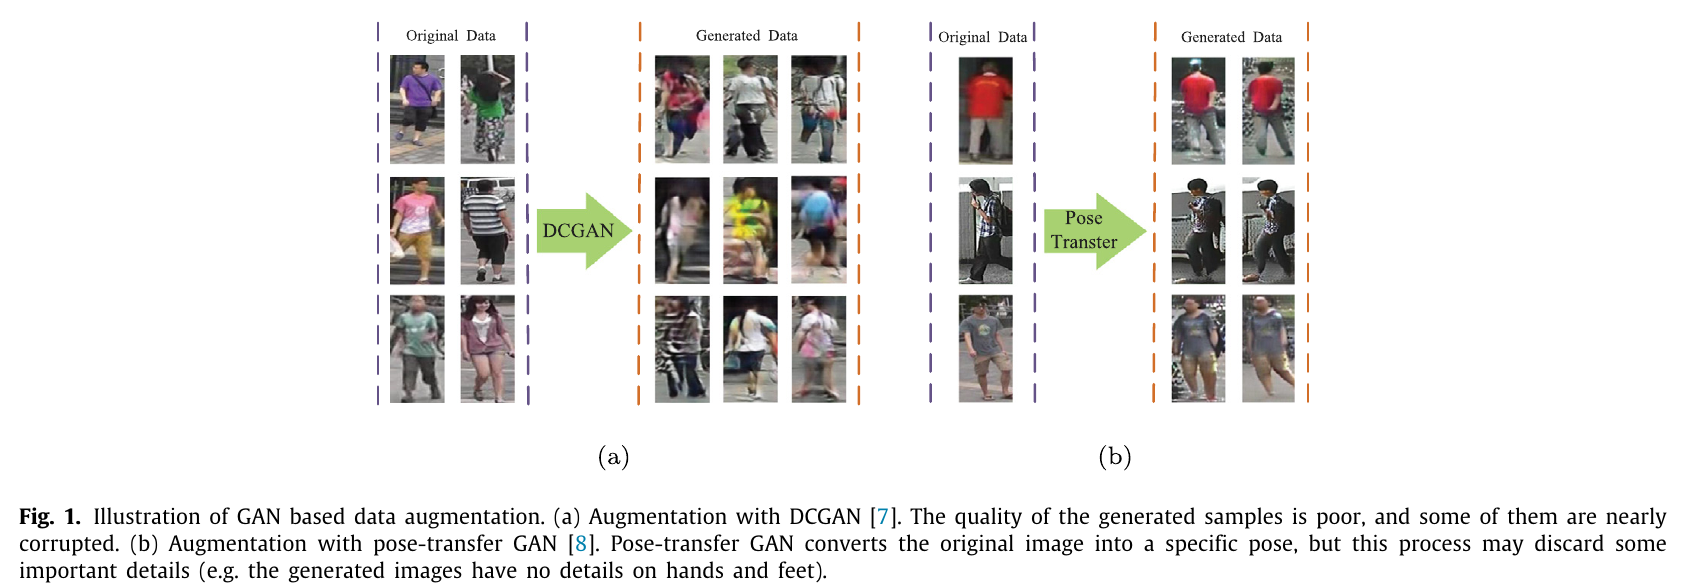 Original Data
Generated Data
DCGAN
(a)
Original Data
Generated Data
Pose
Transter
(b)
Fig. 1. Illustration of GAN based data augmentation. (a) Augmentation with DCGAN [7]. The quality of the generated samples is poor, and some of them are nearly
corrupted. (b) Augmentation with pose-transfer GAN [8]. Pose-transfer GAN converts the original image into a specific pose, but this process may discard some
important details (e.g. the generated images have no details on hands and feet).